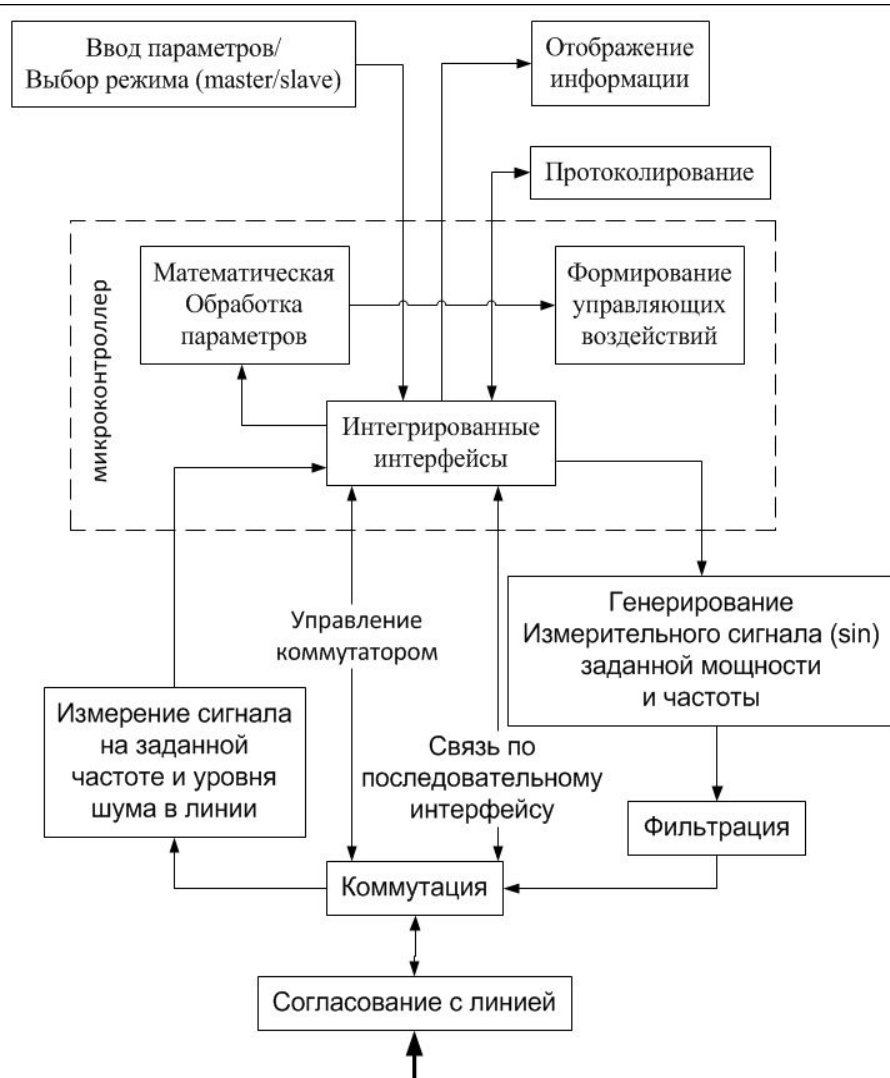 Ввод параметров/
Выбор режима (master/slave)
Отображение
информации
Протоколирование
микроконтроллер
Математическая
Обработка
параметров
Формирование
управляющих
воздействий
Интегрированные
интерфейсы
Управление
коммутатором
Генерирование
Измерительного сигнала (sin)
заданной мощности
и частоты
Измерение сигнала
на заданной
частоте и уровня
шума в линии
Связь по
последовательному
интерфейсу
Фильтрация
Коммутация
Согласование с линией